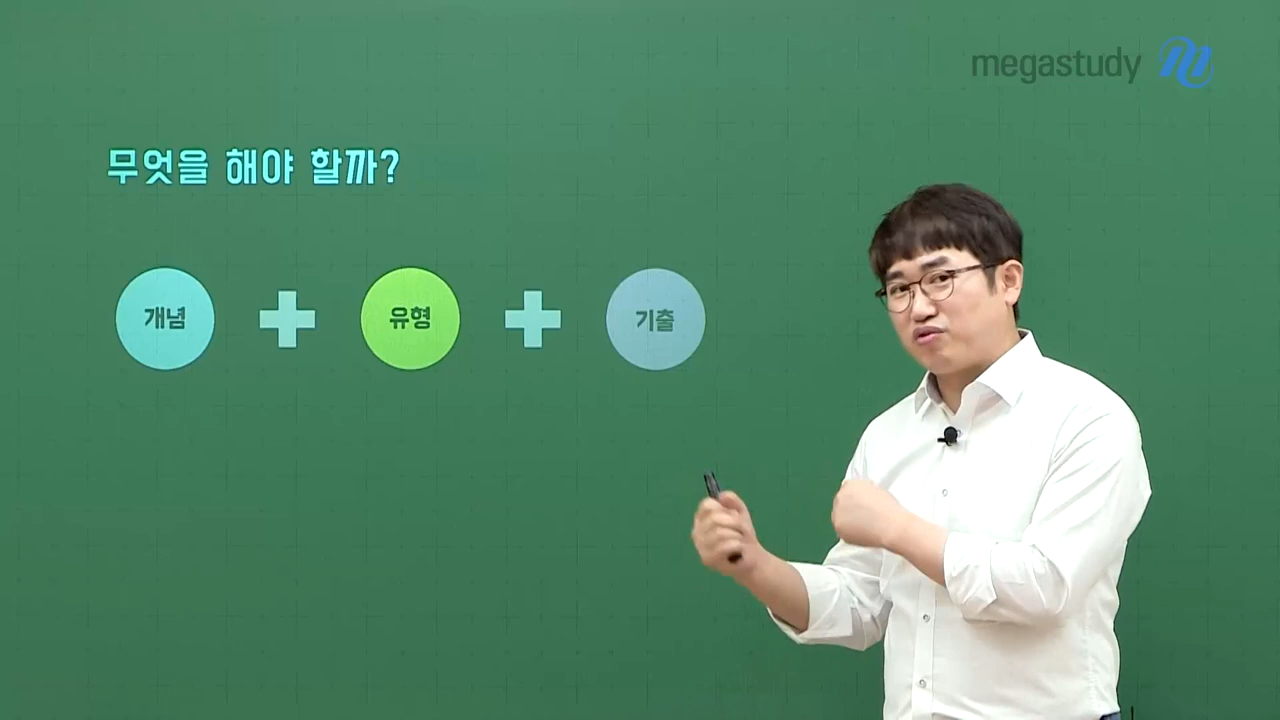 megastudy
무엇을 해야 할까?
개념 + 유형 + 기출